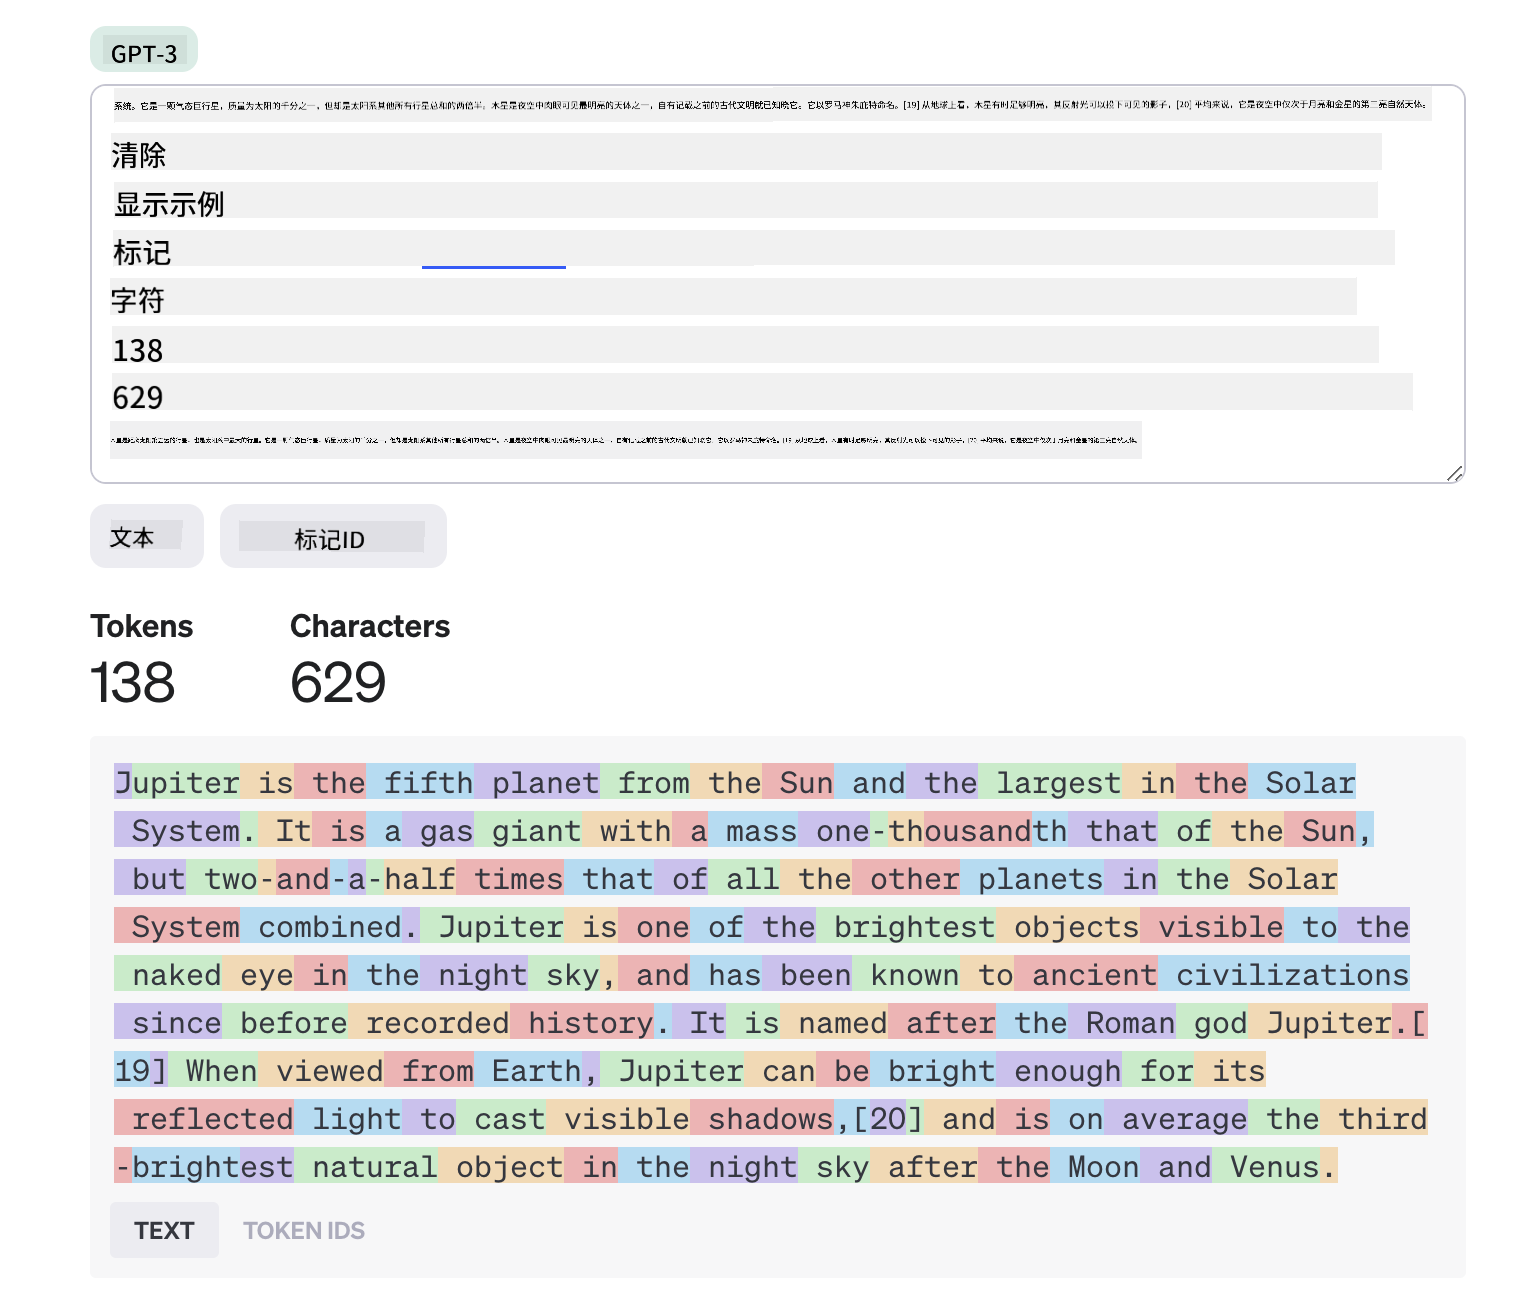 GPT-3
系统。它是一颗气态巨行星，质量为太阳的千分之一，但却是太阳系其他所有行星总和的两倍半。木星是夜空中肉眼可见最明亮的天体之一，自有记载之前的古代文明就已知晓它。它以罗马神朱庇特命名。[19] 从地球上看，木星有时足够明亮，其反射光可以投下可见的影子，[20] 平均来说，它是夜空中仅次于月亮和金星的第二亮自然天体。
清除
显示示例
标记
字符
138
629
文本 标记ID
Tokens Characters
138 629
Jupiter is the fifth planet from the Sun and the largest in the Solar
System. It is a gas giant with a mass one-thousandth that of the Sun,
but two-and-a-half times that of all the other planets in the Solar
System combined. Jupiter is one of the brightest objects visible to the
naked eye in the night sky, and has been known to ancient civilizations
since before recorded history. It is named after the Roman god Jupiter.[
19] When viewed from Earth, Jupiter can be bright enough for its
reflected light to cast visible shadows,[20] and is on average the third
-brightest natural object in the night sky after the Moon and Venus.
TEXT TOKEN IDS